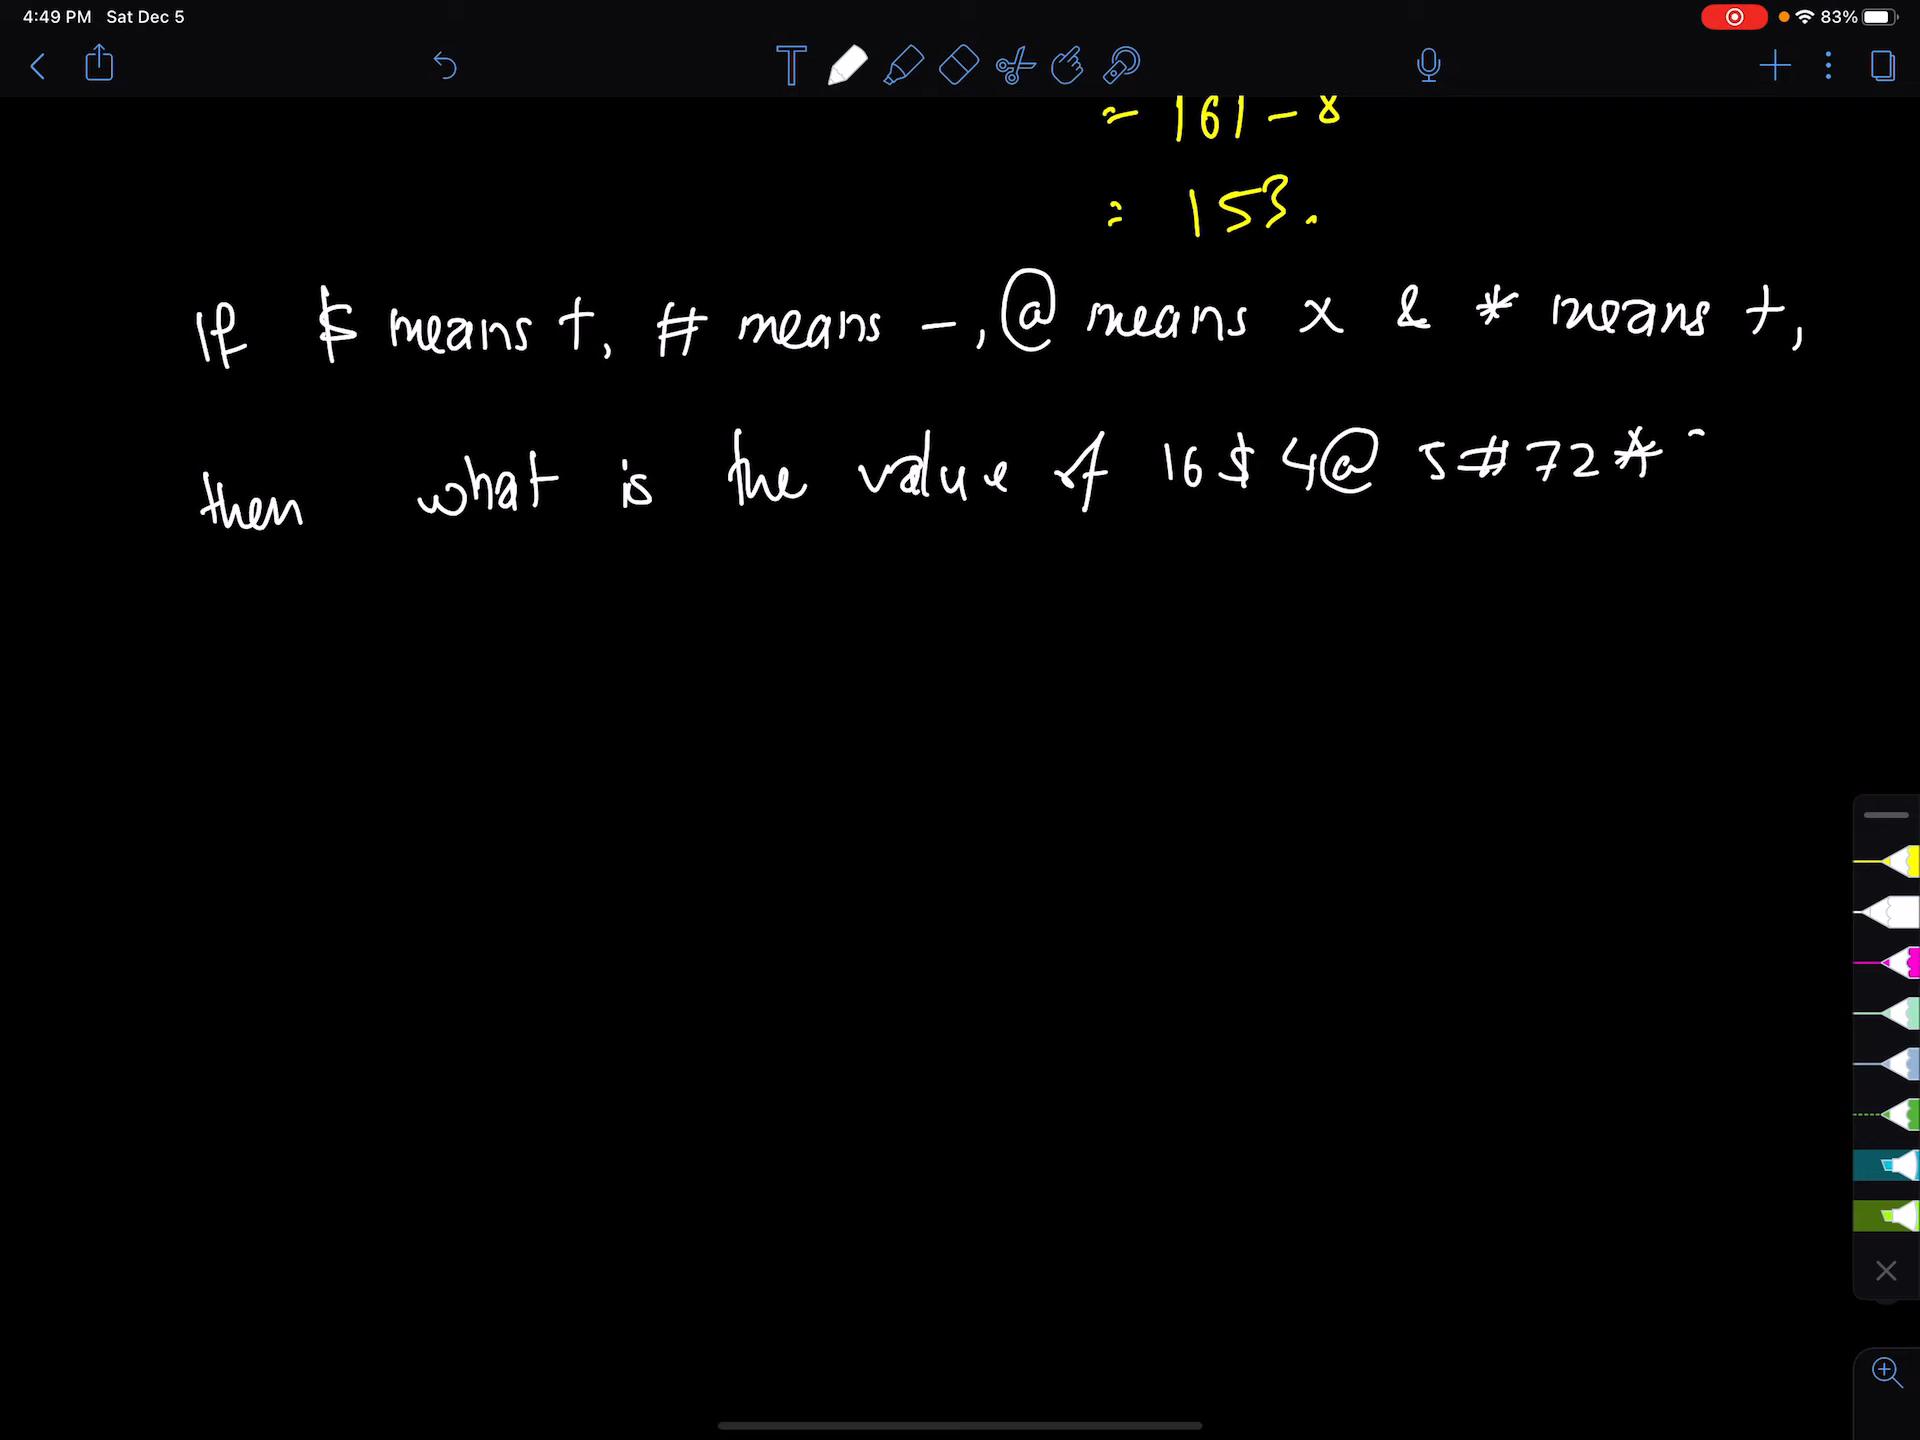 4:49 PM Sat Dec 5 83%
= 161 - 8
= 153.
If $ means +, # means -, @ means x & * means +,
then what is the value of 16 $ 4 @ 5 # 72 *